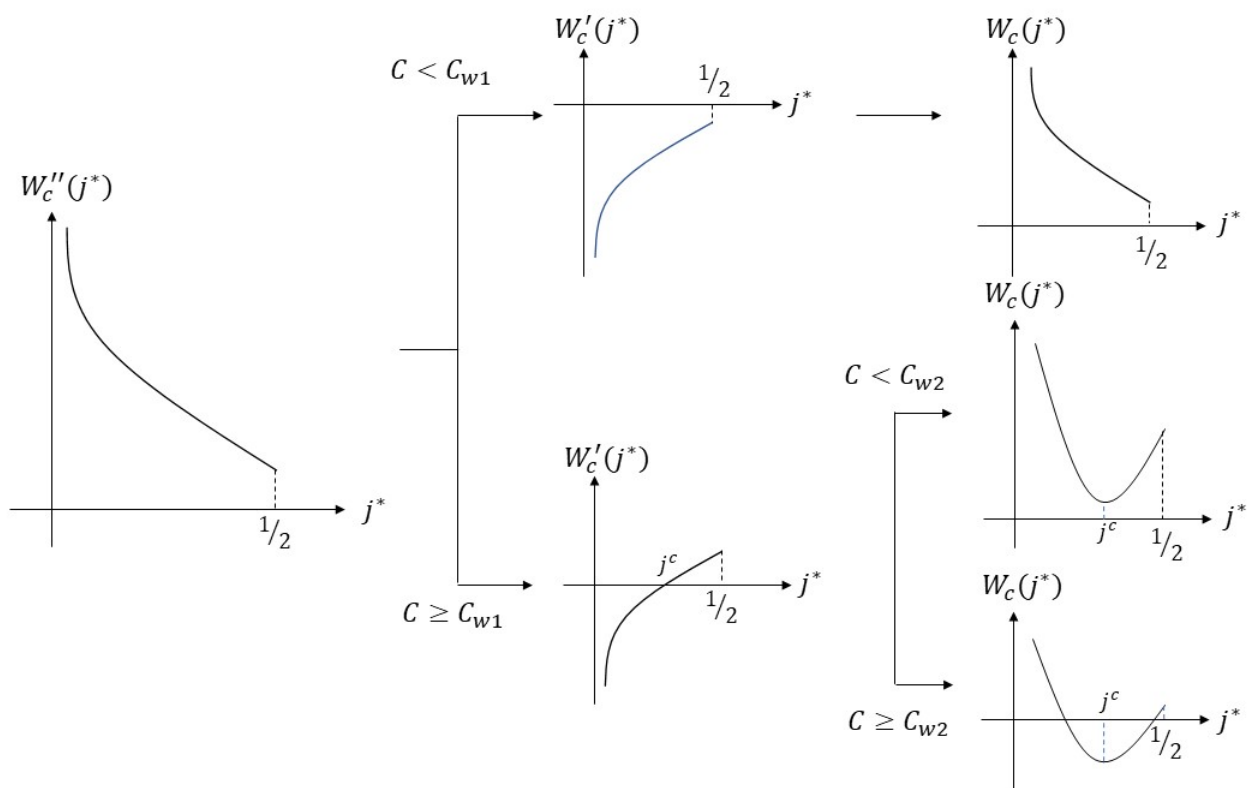 W_c''(j*)
j*
1/2
C < C_{w1}
W_c'(j*)
1/2
j*
W_c(j*)
j*
1/2
C ≥ C_{w1}
W_c'(j*)
j^c
j*
1/2
C < C_{w2}
W_c(j*)
j*
j^c
1/2
C ≥ C_{w2}
W_c(j*)
j^c
j*
1/2